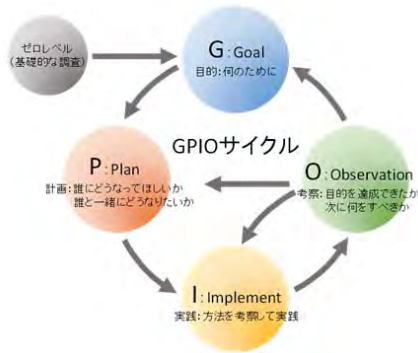 ゼロレベル
(基礎的な調査)
G:Goal
目的:何のために
GPIOサイクル
P:Plan
計画:誰にどうなってほしいか
誰と一緒にどうなりたいか
O:Observation
考察:目的を達成できたか
次に何をすべきか
I:Implement
実践:方法を考察して実践